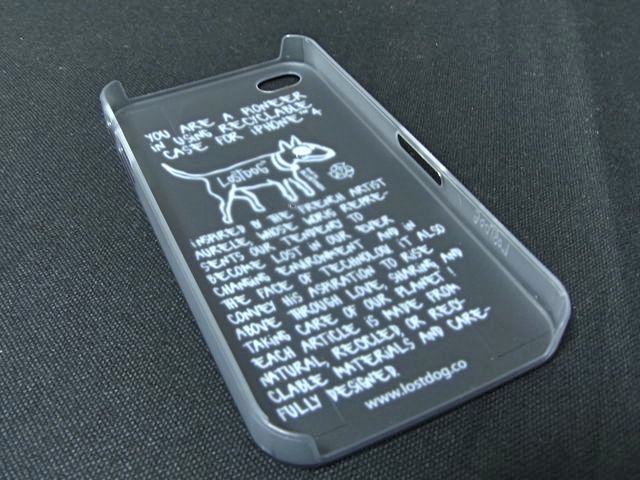 YOU ARE A PIONEER
IN USING RECYCLABLE
CASE FOR IPHONE™ 4
LOSTDOG
INSPIRED BY THE FRENCH ARTIST
AURELE, WHOSE WORKS REPRE-
SENTS OUR TENDENCY TO
BECOME LOST IN OUR EVER
CHANGING ENVIRONMENT AND IN
THE FACE OF TECHNOLOGY IT ALSO
CONVEY HIS ASPIRATION TO RISE
ABOVE THROUGH LOVE, SHARING AND
TAKING CARE OF OUR PLANET!
EACH ARTICLE IS MADE FROM
NATURAL, RECYCLED, OR RECY-
CLABLE MATERIALS AND CARE-
FULLY DESIGNED.
www.lostdog.co